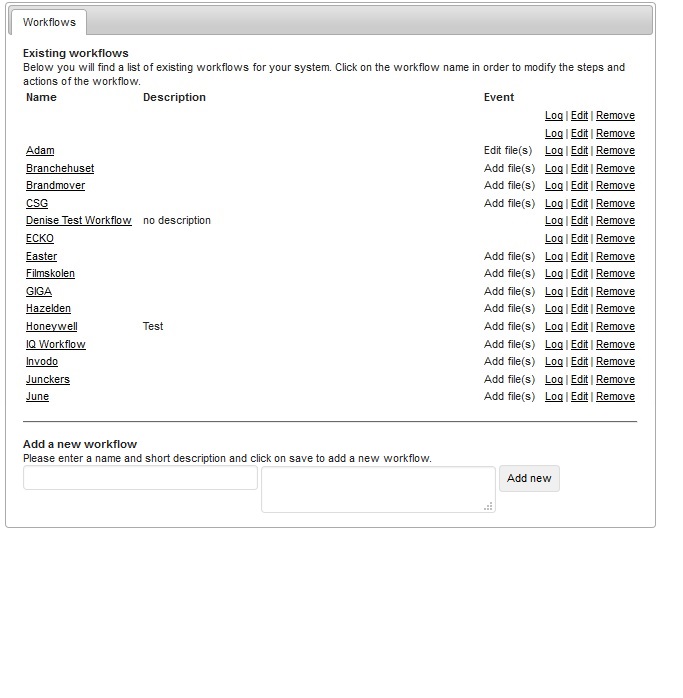 Workflows
Existing workflows
Below you will find a list of existing workflows for your system. Click on the workflow name in order to modify the steps and
actions of the workflow.
Name Description Event
Log | Edit | Remove
Log | Edit | Remove
Adam Edit file(s) Log | Edit | Remove
Branchehuset Add file(s) Log | Edit | Remove
Brandmover Add file(s) Log | Edit | Remove
CSG Add file(s) Log | Edit | Remove
Denise Test Workflow no description Log | Edit | Remove
ECKO Log | Edit | Remove
Easter Add file(s) Log | Edit | Remove
Filmskolen Add file(s) Log | Edit | Remove
GIGA Add file(s) Log | Edit | Remove
Hazelden Add file(s) Log | Edit | Remove
Honeywell Test Add file(s) Log | Edit | Remove
IQ Workflow Add file(s) Log | Edit | Remove
Invodo Add file(s) Log | Edit | Remove
Junckers Add file(s) Log | Edit | Remove
June Add file(s) Log | Edit | Remove
Add a new workflow
Please enter a name and short description and click on save to add a new workflow.
Add new